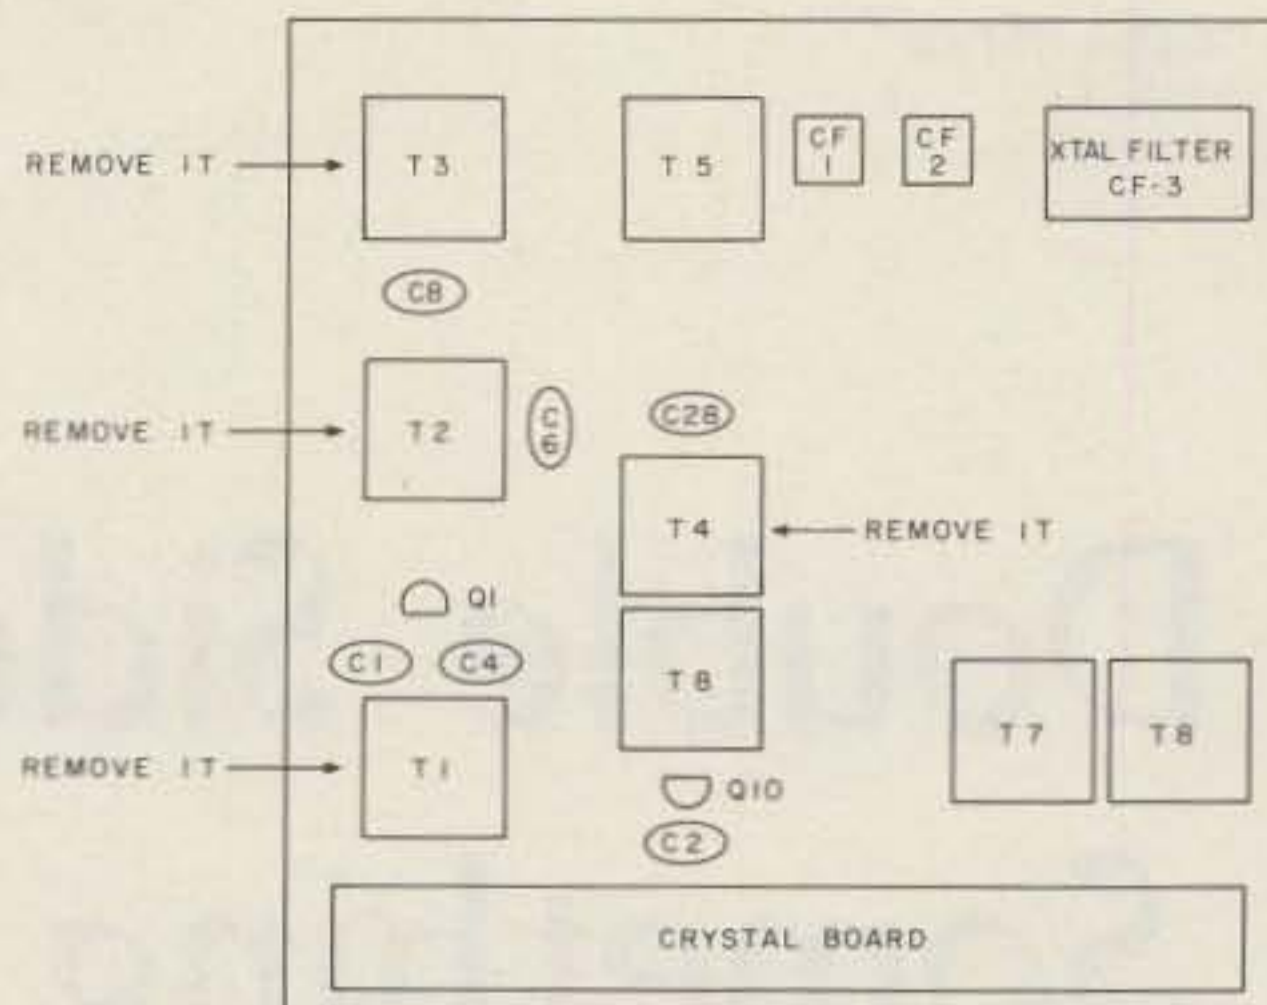 REMOVE IT
T3
T5
CF
1
CF
2
XTAL FILTER
CF-3
C8
REMOVE IT
T2
C6
C28
T4
REMOVE IT
Q1
C1
C4
T8
REMOVE IT
T1
T7
T8
Q10
C2
CRYSTAL BOARD